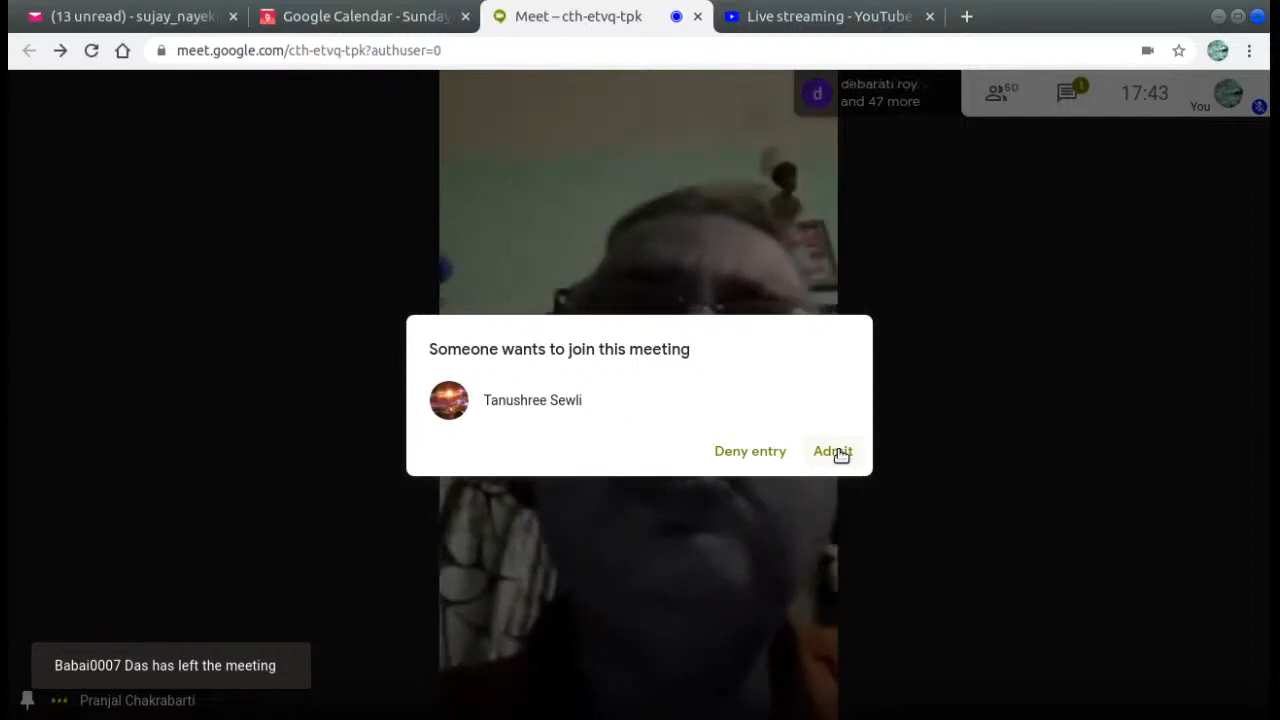 (13 unread) - sujay_nayek
Google Calendar - Sunday
Meet – cth-etvq-tpk
Live streaming - YouTube
meet.google.com/cth-etvq-tpk?authuser=0
debarati roy
and 47 more
60
1
17:43
You
Someone wants to join this meeting
Tanushree Sewli
Deny entry
Admit
Babai0007 Das has left the meeting
Pranjal Chakrabarti